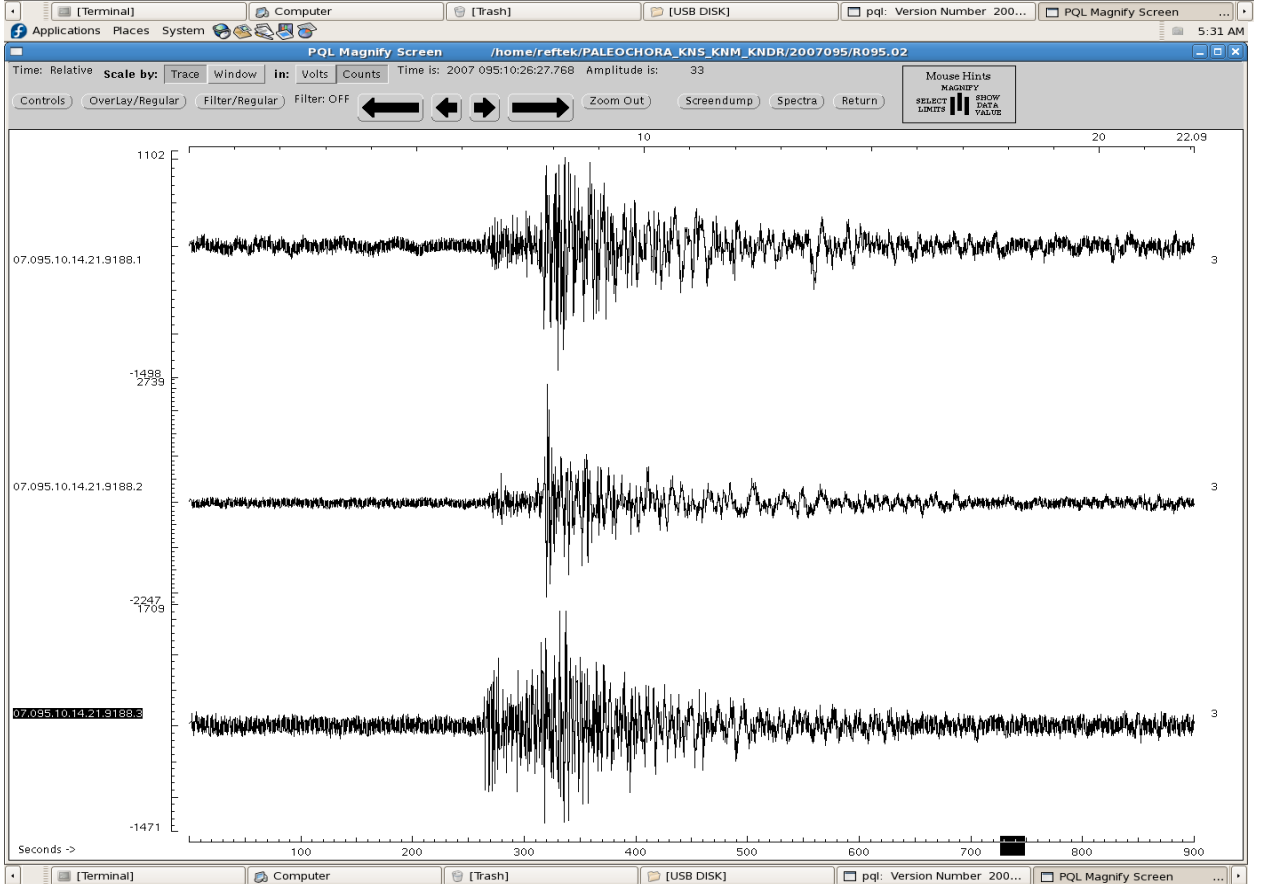 [Terminal] Computer [Trash] [USB DISK] pql: Version Number 200... PQL Magnify Screen ...
Applications Places System 5:31 AM
PQL Magnify Screen /home/reftek/PALEOCHORA_KNS_KNM_KNDR/2007095/R095.02
Time: Relative Scale by: Trace Window in: Volts Counts Time is: 2007 095:10:26:27.768 Amplitude is: 33
Controls OverLay/Regular Filter/Regular Filter: OFF Zoom Out Screendump Spectra Return
Mouse Hints
MAGNIFY
SELECT LIMITS SHOW DATA VALUE
10 20 22.09
1102
07.095.10.14.21.9188.1 3
-1498
2739
07.095.10.14.21.9188.2 3
-2247
1709
07.095.10.14.21.9188.3 3
-1471
Seconds -> 100 200 300 400 500 600 700 800 900
[Terminal] Computer [Trash] [USB DISK] pql: Version Number 200... PQL Magnify Screen ...